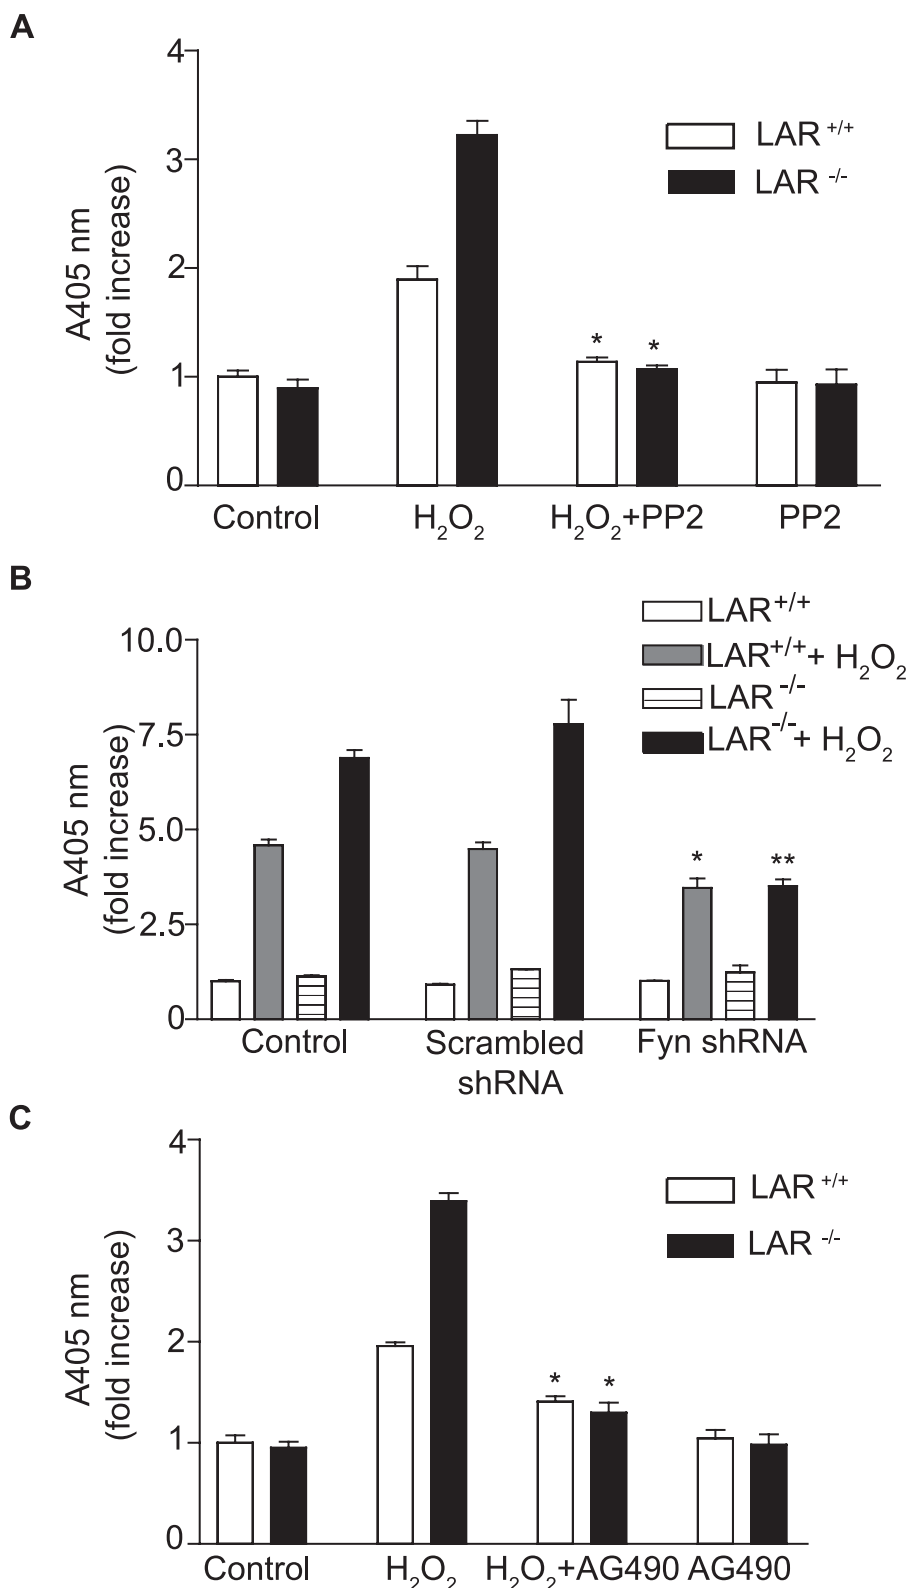 A
4
3
2
1
0
A405 nm
(fold increase)
LAR +/+
LAR -/-
*
*
Control
H2O2
H2O2+PP2
PP2
B
10.0
7.5
5.0
2.5
0
A405 nm
(fold increase)
LAR+/+
LAR+/++ H2O2
LAR-/-
LAR-/-+ H2O2
*
**
Control
Scrambled
shRNA
Fyn shRNA
C
4
3
2
1
0
A405 nm
(fold increase)
LAR +/+
LAR -/-
*
*
Control
H2O2
H2O2+AG490
AG490